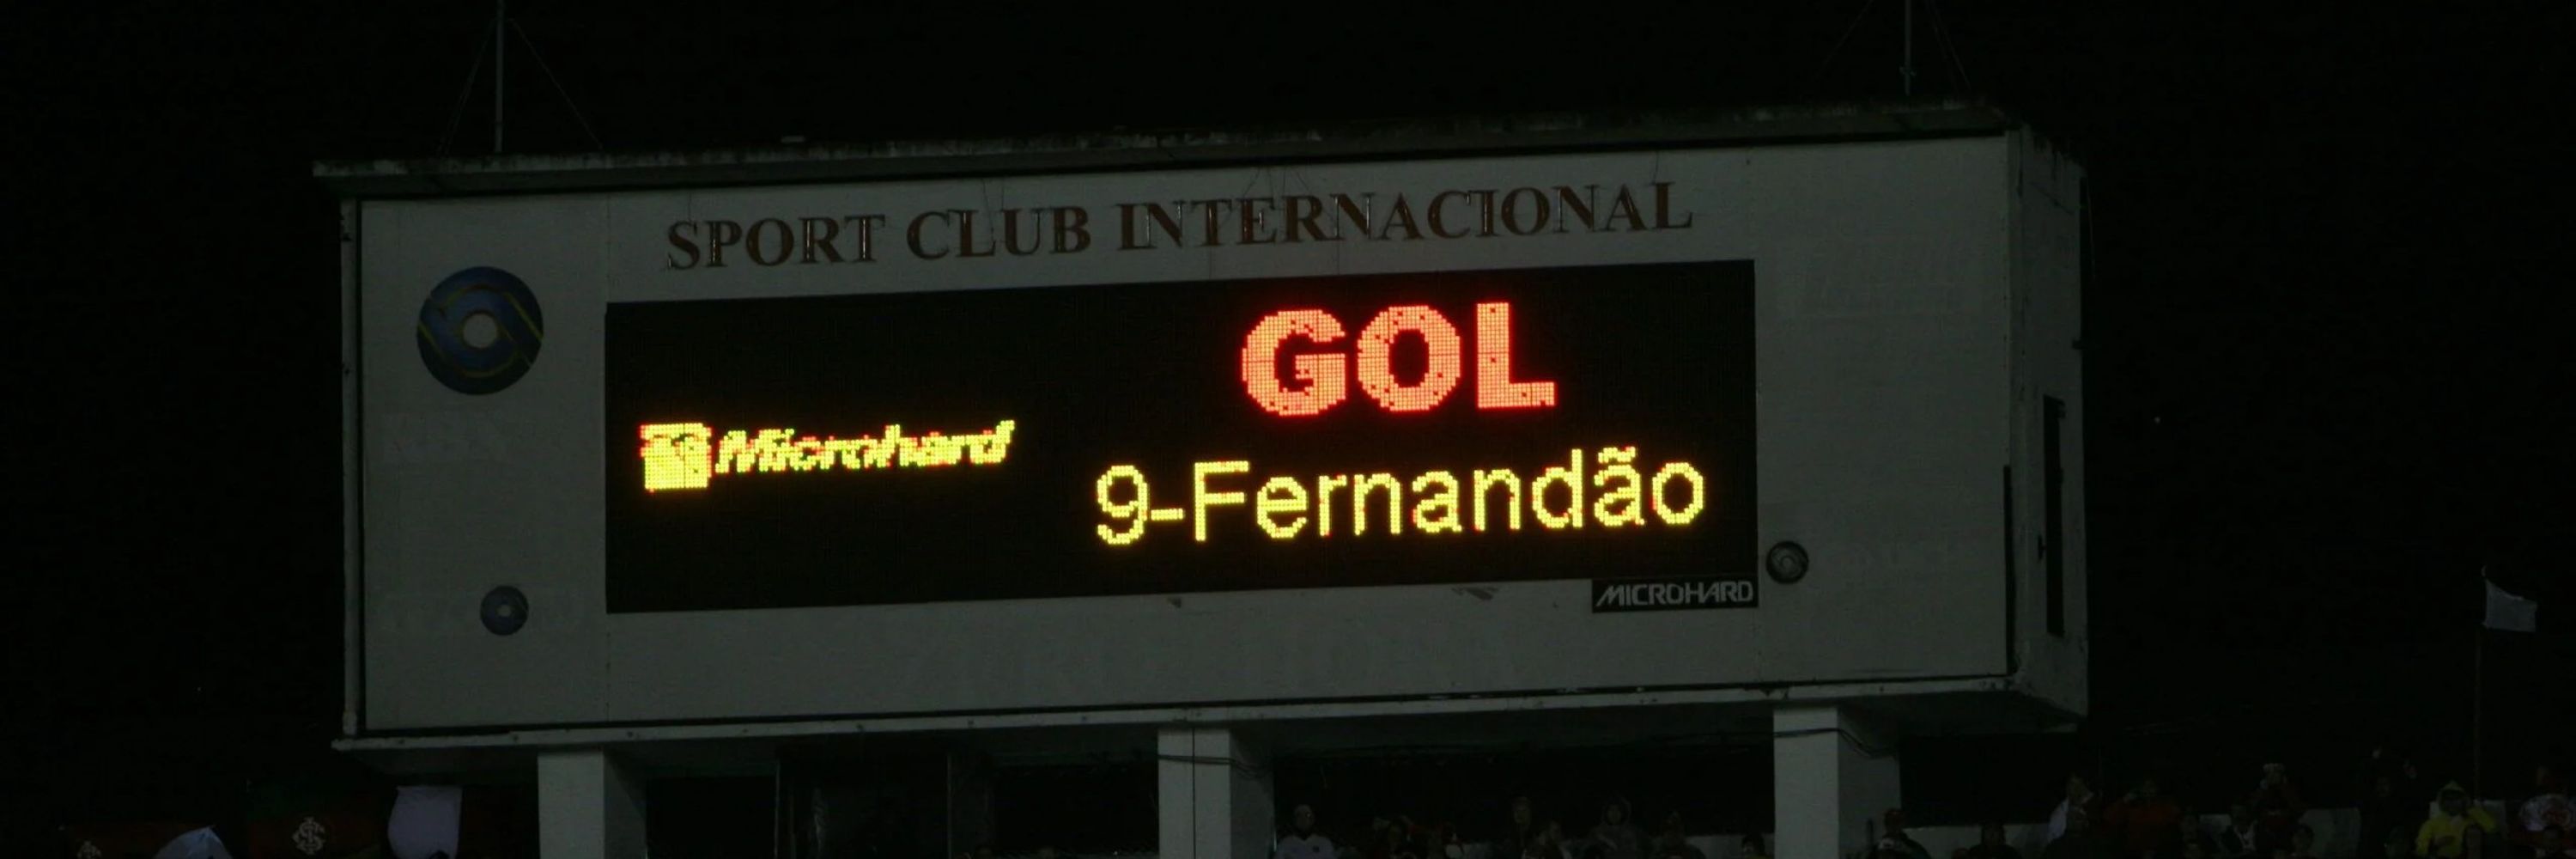 SPORT CLUB INTERNACIONAL
GOL
Microhard
9-Fernandão
MICROHARD